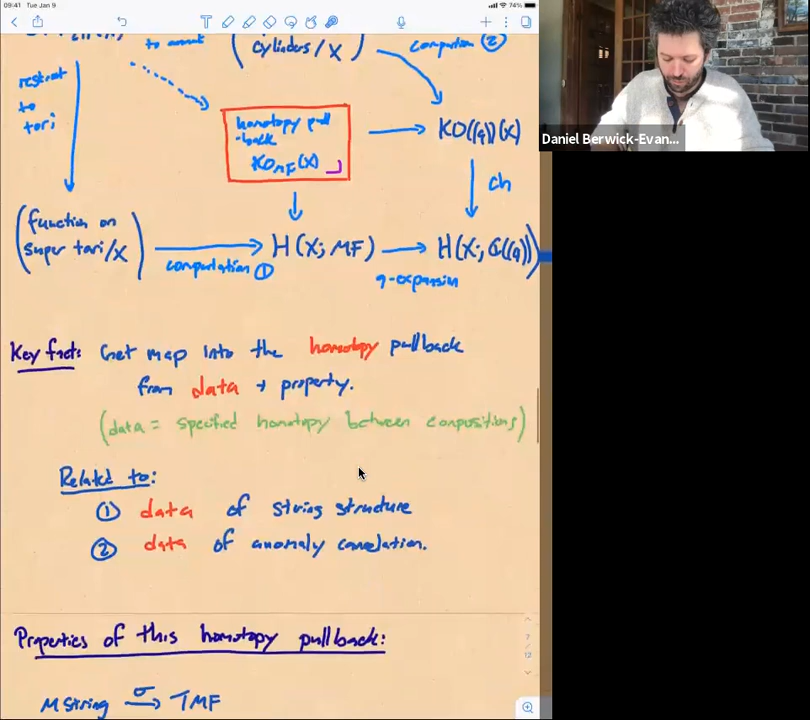 09:41 Tue Jan 9
74%
to
cylinders/X
computation ②
restrict
to
tori
homotopy pull
-back
KO_MF(X)
KO((q))(X)
ch
(function on
super tori/X)
computation ①
H(X; MF)
q-expansion
H(X; C((q)))
Key fact: Get map into the homotopy pullback
from data + property.
(data = specified homotopy between compositions)
Related to:
① data of string structure
② data of anomaly cancelation.
7
12
Properties of this homotopy pullback:
MString σ→ TMF
Daniel Berwick-Evan...